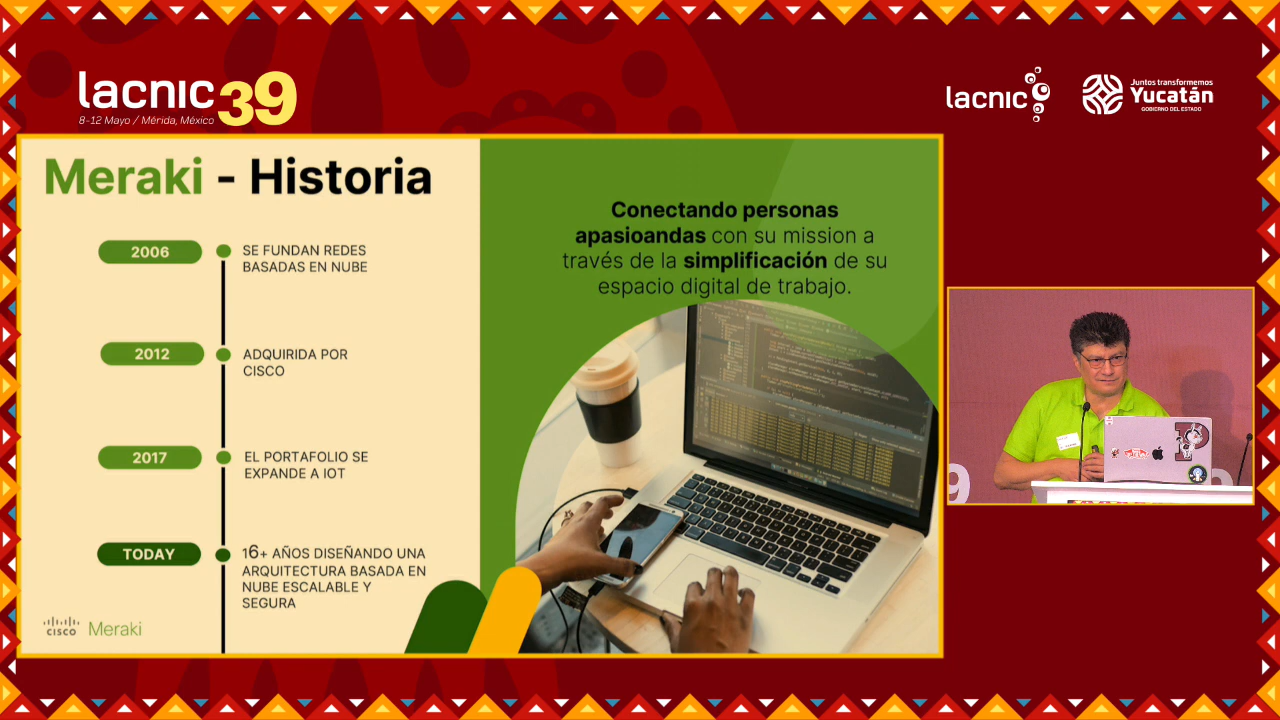 lacnic 39
8-12 Mayo / Mérida, México
lacnic
Juntos transformemos
Yucatán
GOBIERNO DEL ESTADO
Meraki - Historia
2006
SE FUNDAN REDES
BASADAS EN NUBE
2012
ADQUIRIDA POR
CISCO
2017
EL PORTAFOLIO SE
EXPANDE A IOT
TODAY
16+ AÑOS DISEÑANDO UNA
ARQUITECTURA BASADA EN
NUBE ESCALABLE Y
SEGURA
CISCO Meraki
Conectando personas
apasioandas con su mission a
través de la simplificación de su
espacio digital de trabajo.
9
P